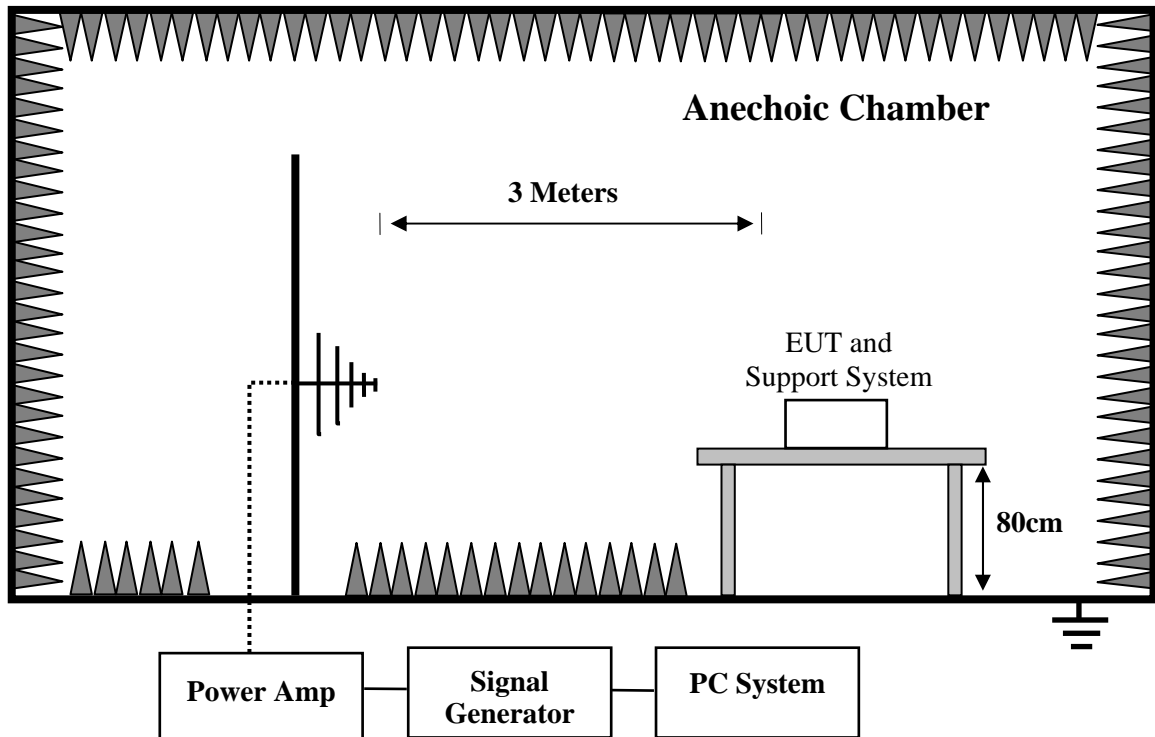 Anechoic Chamber
3 Meters
EUT and
Support System
80cm
Power Amp
Signal
Generator
PC System